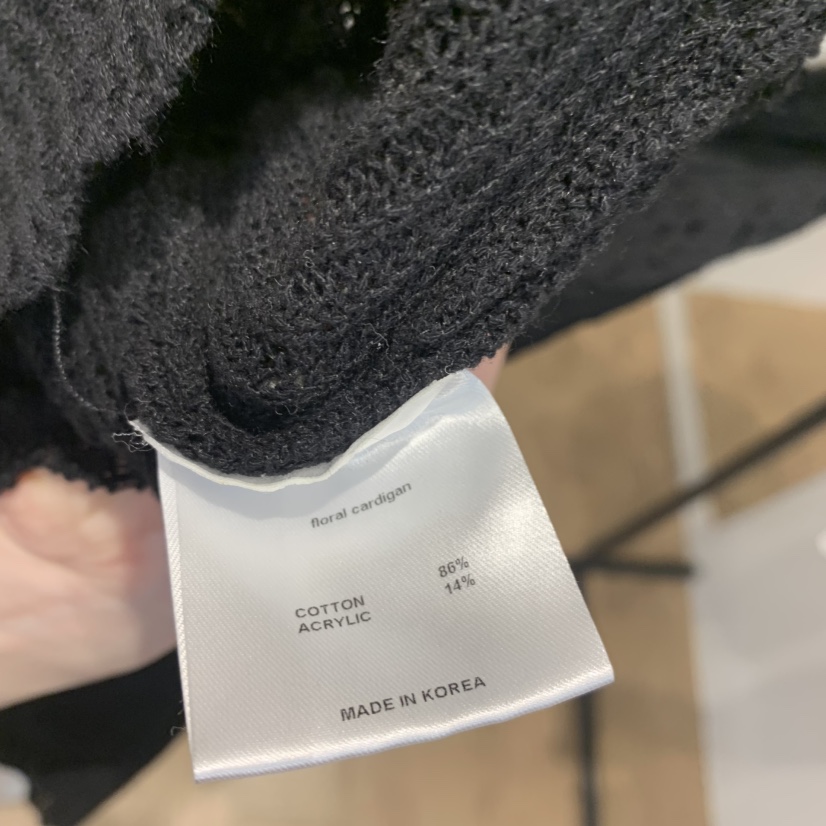 floral cardigan
COTTON 86%
ACRYLIC 14%
MADE IN KOREA